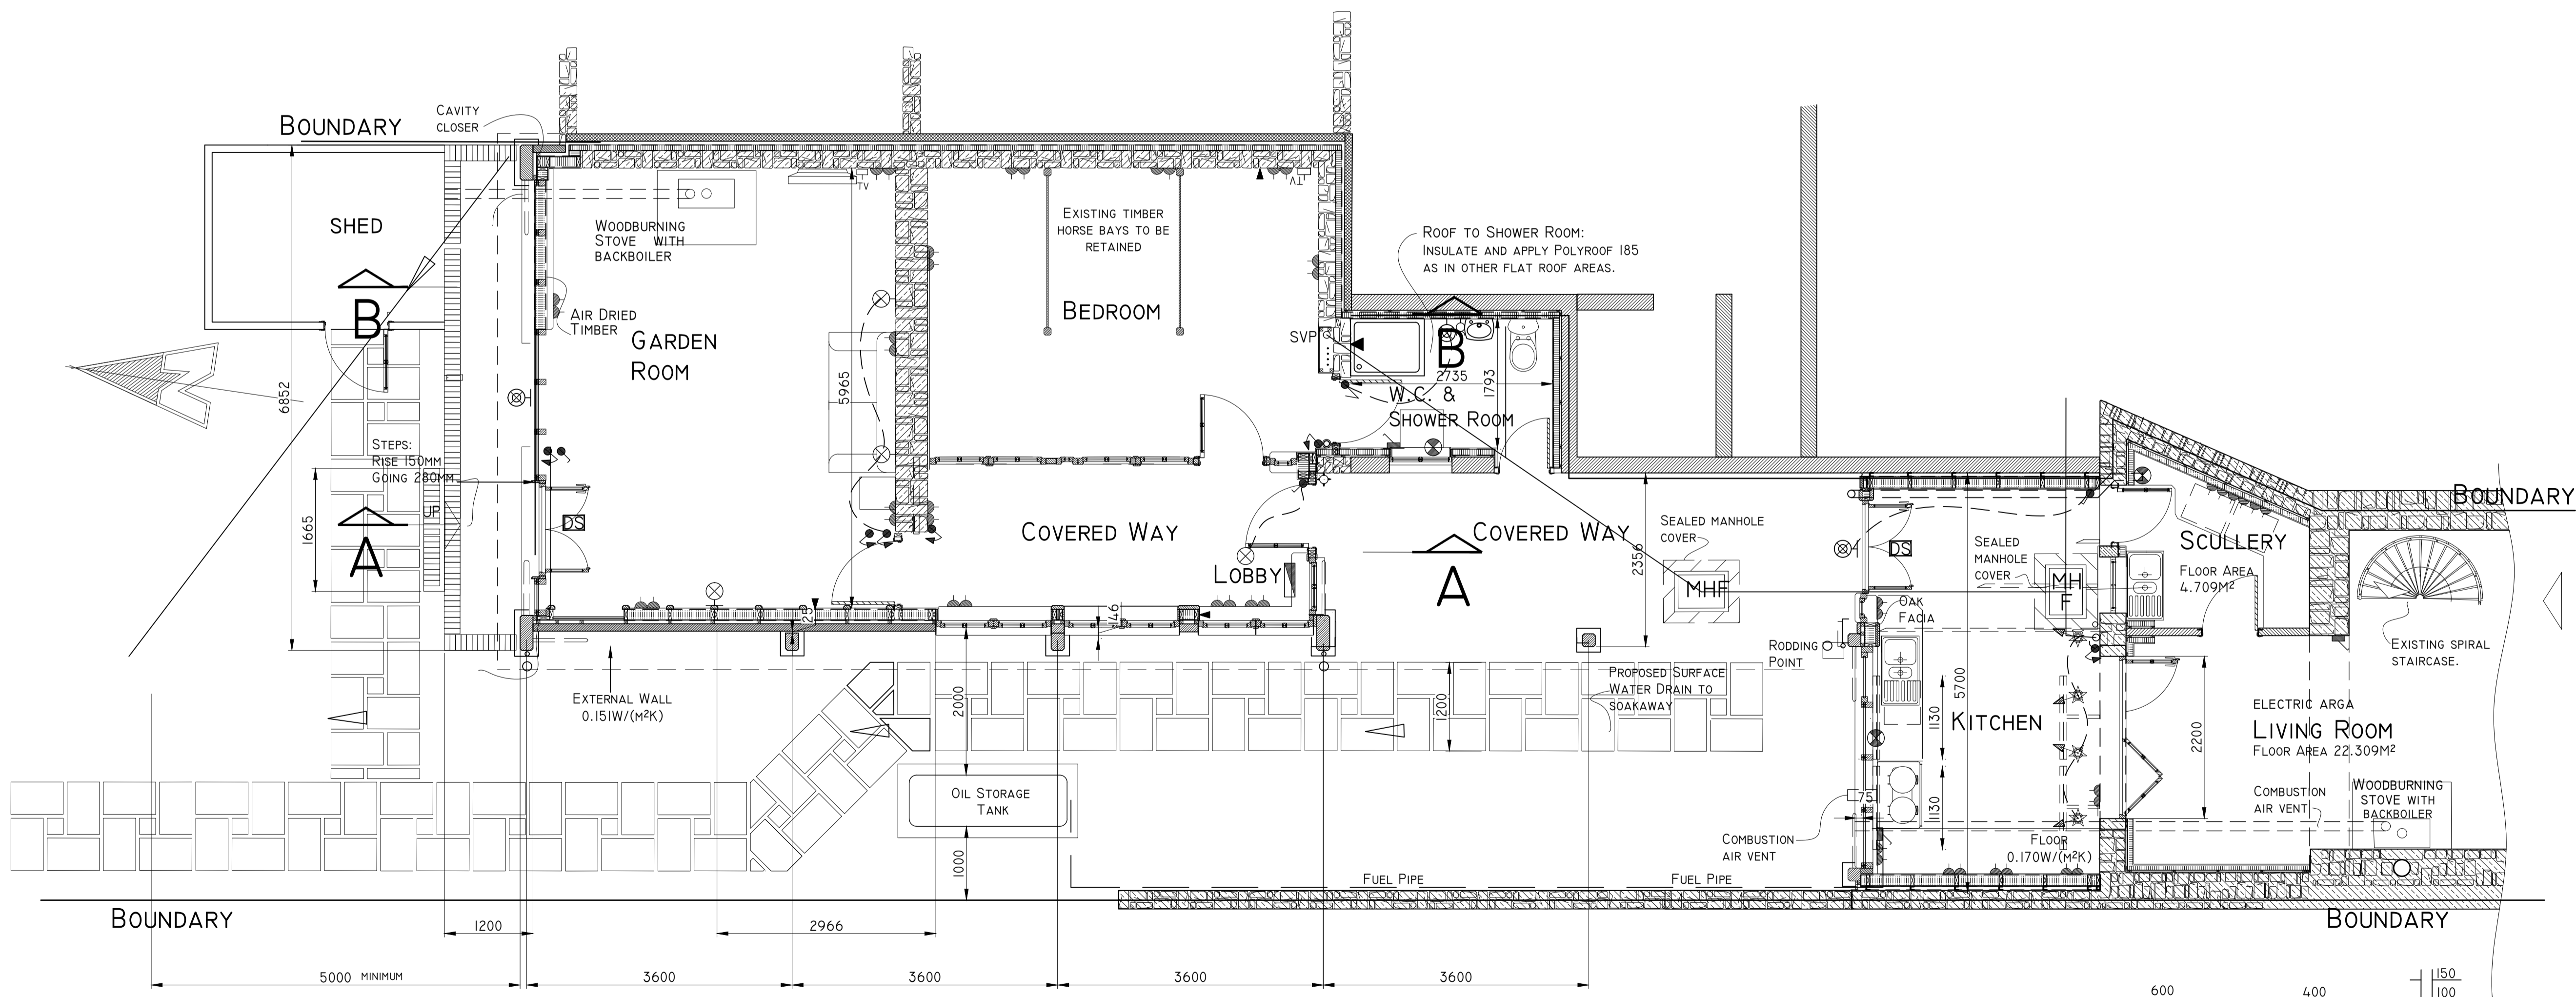 Boundary
Cavity
closer
SHED
B
6852
Woodburning
Stove with
backboiler
Air Dried
Timber
Garden
Room
5965
TV
Existing timber
horse bays to be
retained
Bedroom
TV
Roof to Shower Room:
Insulate and apply Polyroof 185
as in other flat roof areas.
SVP
B
2735
1793
W.C. &
Shower Room
Steps:
Rise 150mm
Going 280mm
UP
1665
A
DS
Covered Way
Lobby
Covered Way
A
2356
Sealed manhole
cover
MHF
DS
Sealed
manhole
cover
MH
F
Scullery
Floor Area
4.709m²
Boundary
Existing spiral
staircase.
Oak
Facia
Rodding
Point
225
146
External Wall
0.151W/(m²K)
2000
1200
Proposed Surface
Water Drain to
soakaway
1130
5700
Kitchen
1130
2200
electric arga
Living Room
Floor Area 22.309m²
Woodburning
stove with
backboiler
Combustion
air vent
Oil Storage
Tank
1000
75
Combustion
air vent
Floor
0.170W/(m²K)
Fuel Pipe
Fuel Pipe
Boundary
Boundary
1200
2966
5000 minimum
3600
3600
3600
3600
600
400
150
100